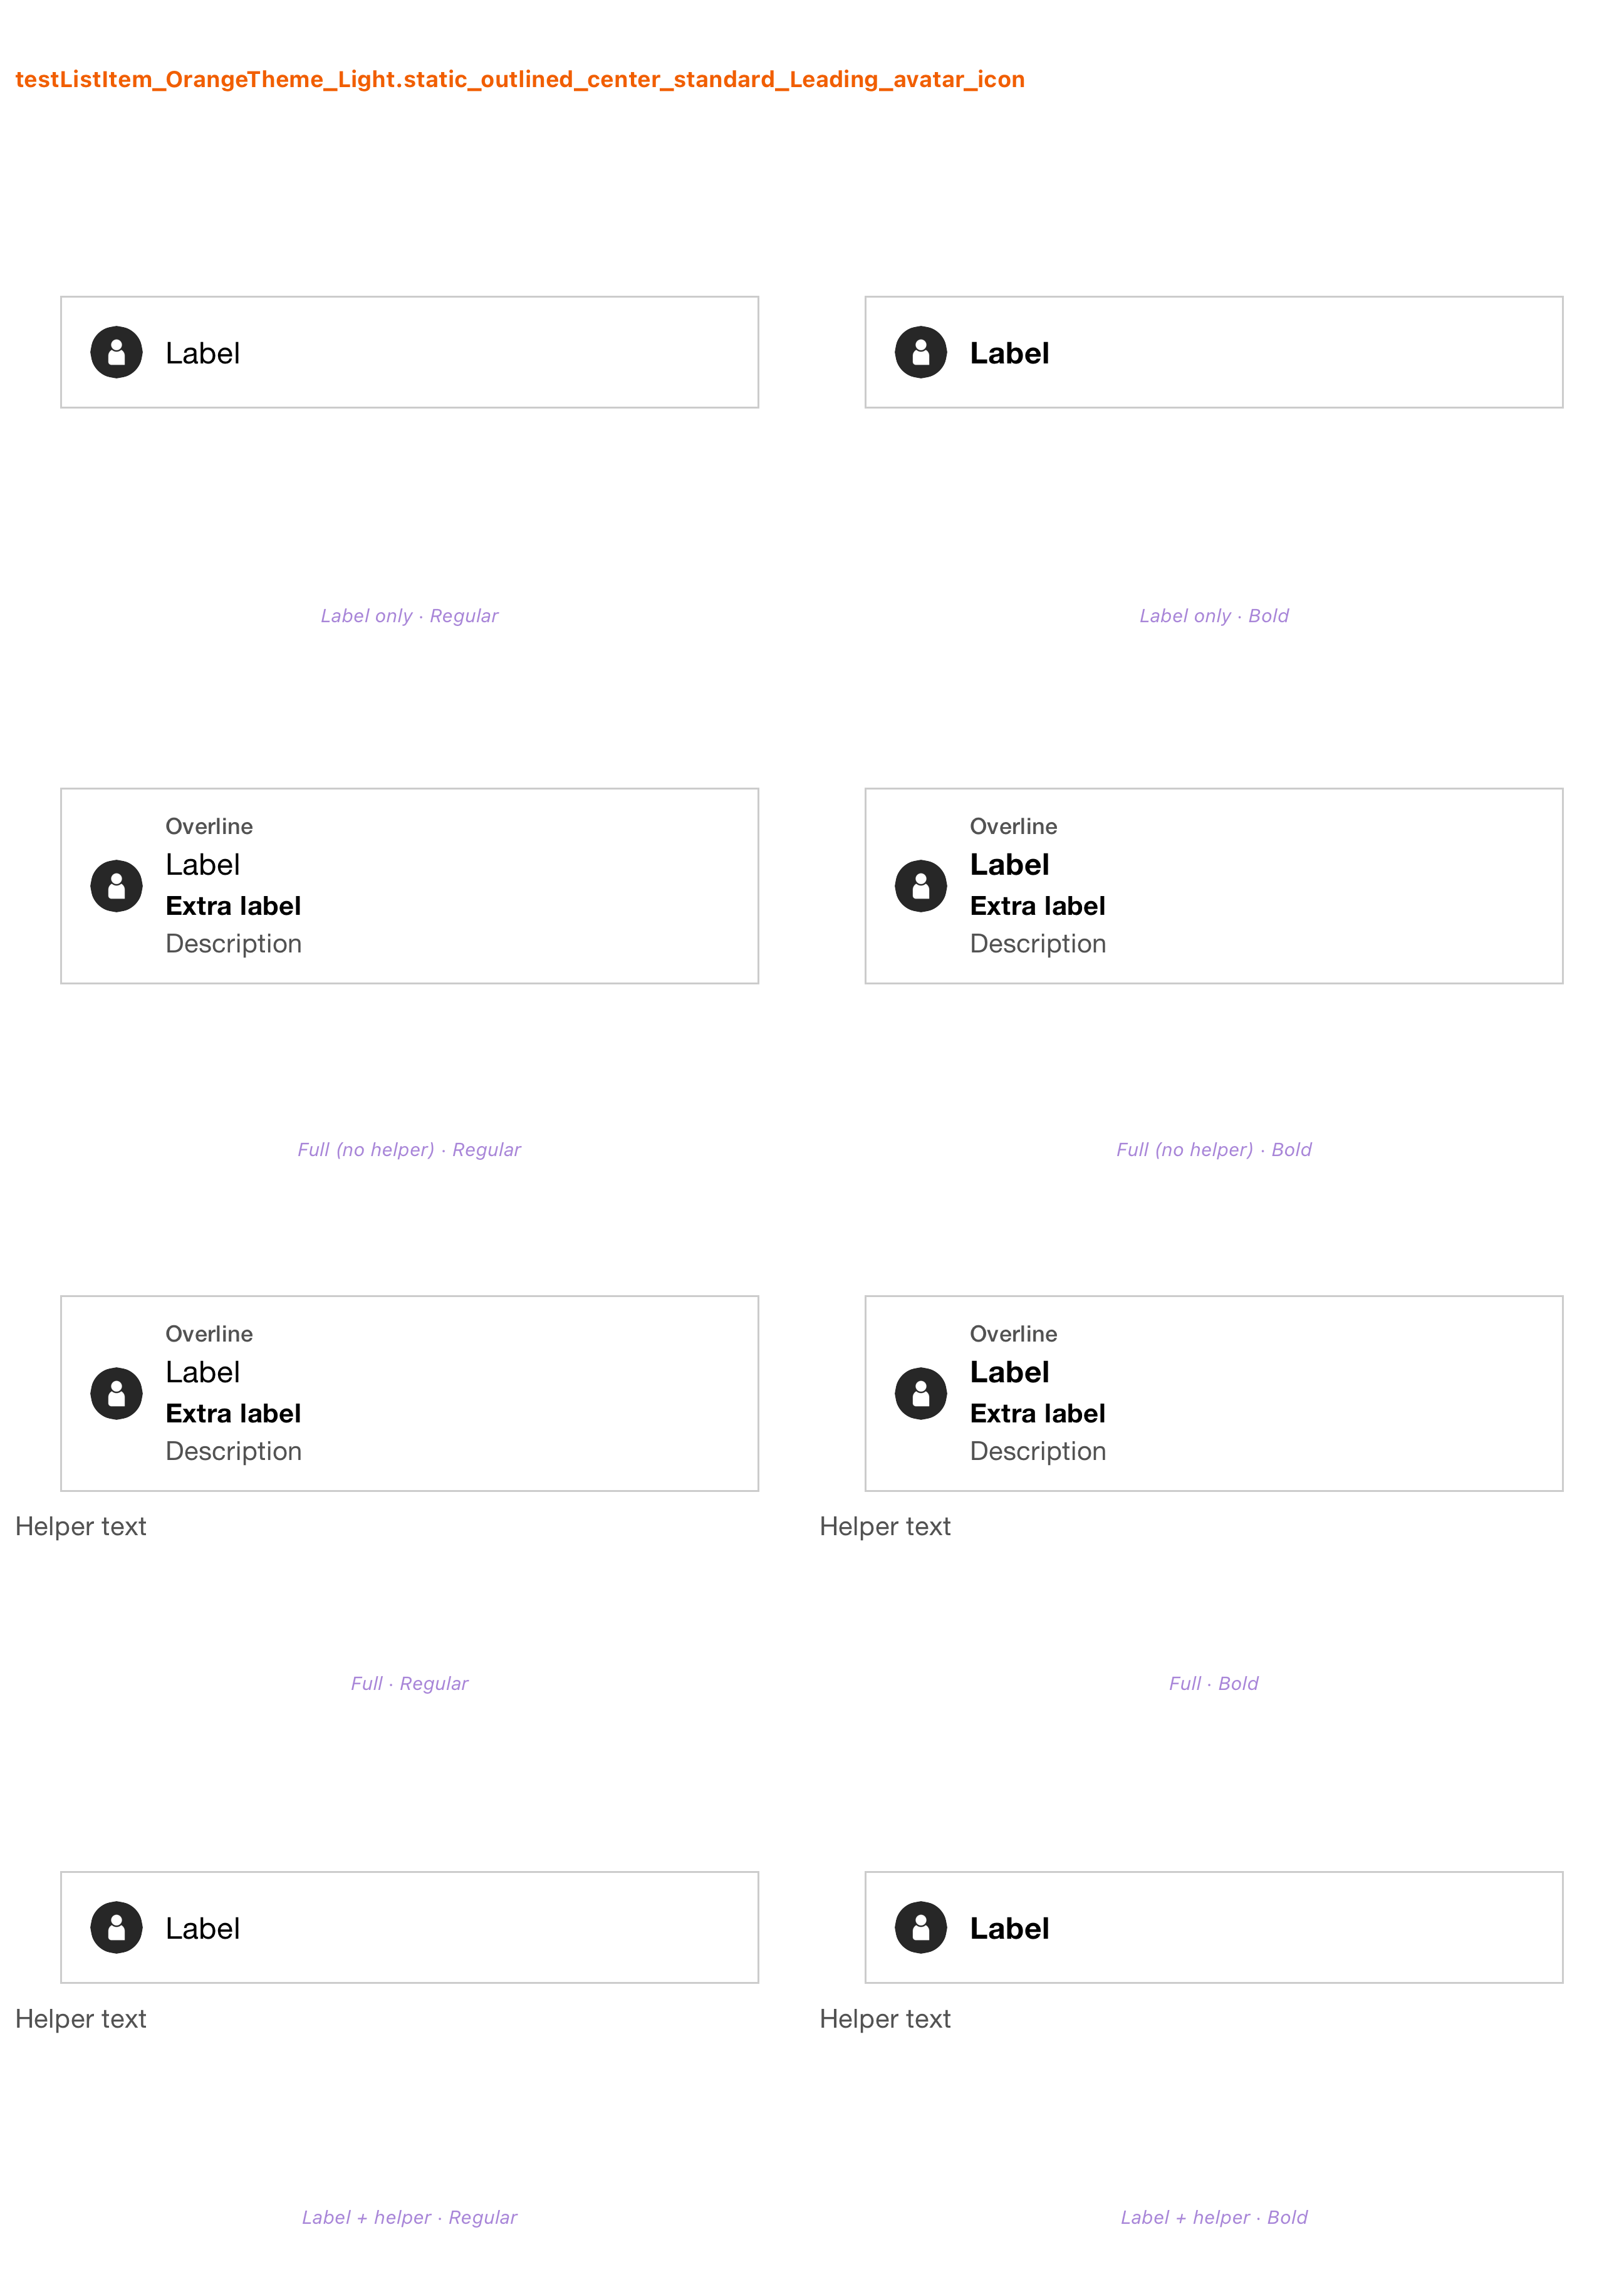 testListItem_OrangeTheme_Light.static_outlined_center_standard_Leading_avatar_icon
Label
Label
Label only · Regular
Label only · Bold
Overline
Label
Extra label
Description
Overline
Label
Extra label
Description
Full (no helper) · Regular
Full (no helper) · Bold
Overline
Label
Extra label
Description
Helper text
Overline
Label
Extra label
Description
Helper text
Full · Regular
Full · Bold
Label
Helper text
Label
Helper text
Label + helper · Regular
Label + helper · Bold